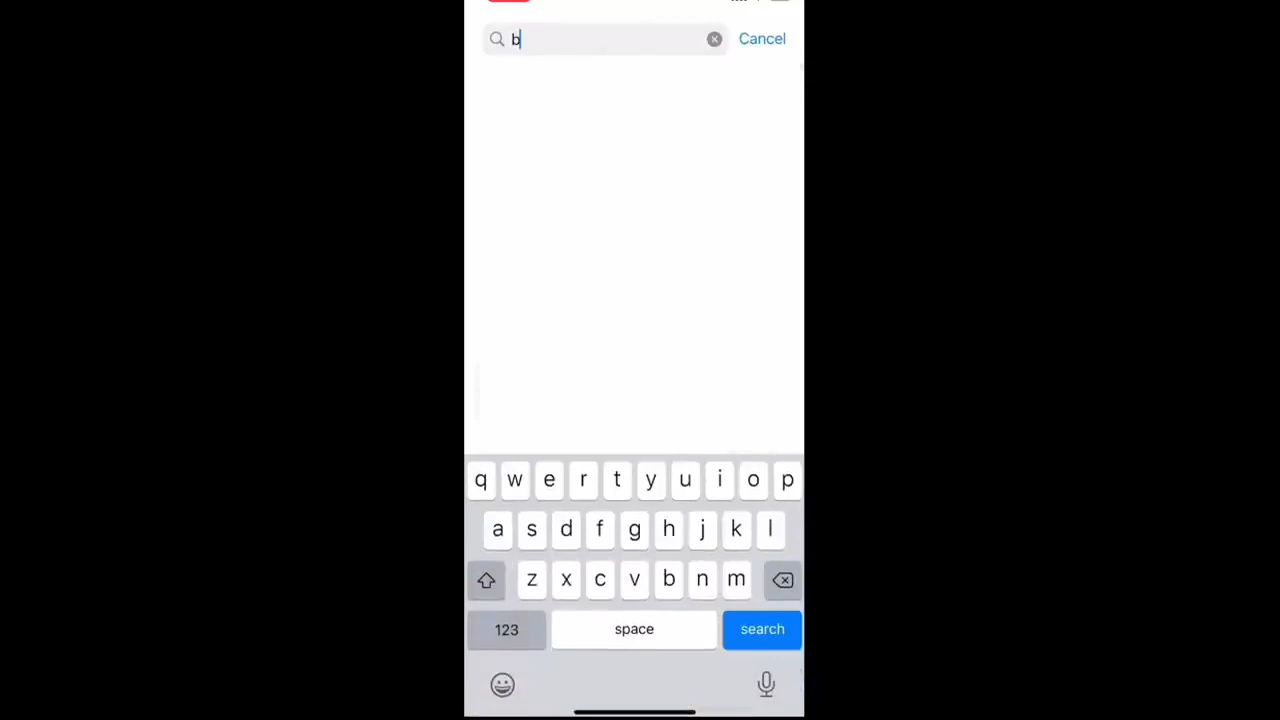 b
Cancel
q w e r t y u i o p
a s d f g h j k l
z x c v b n m
123 space search